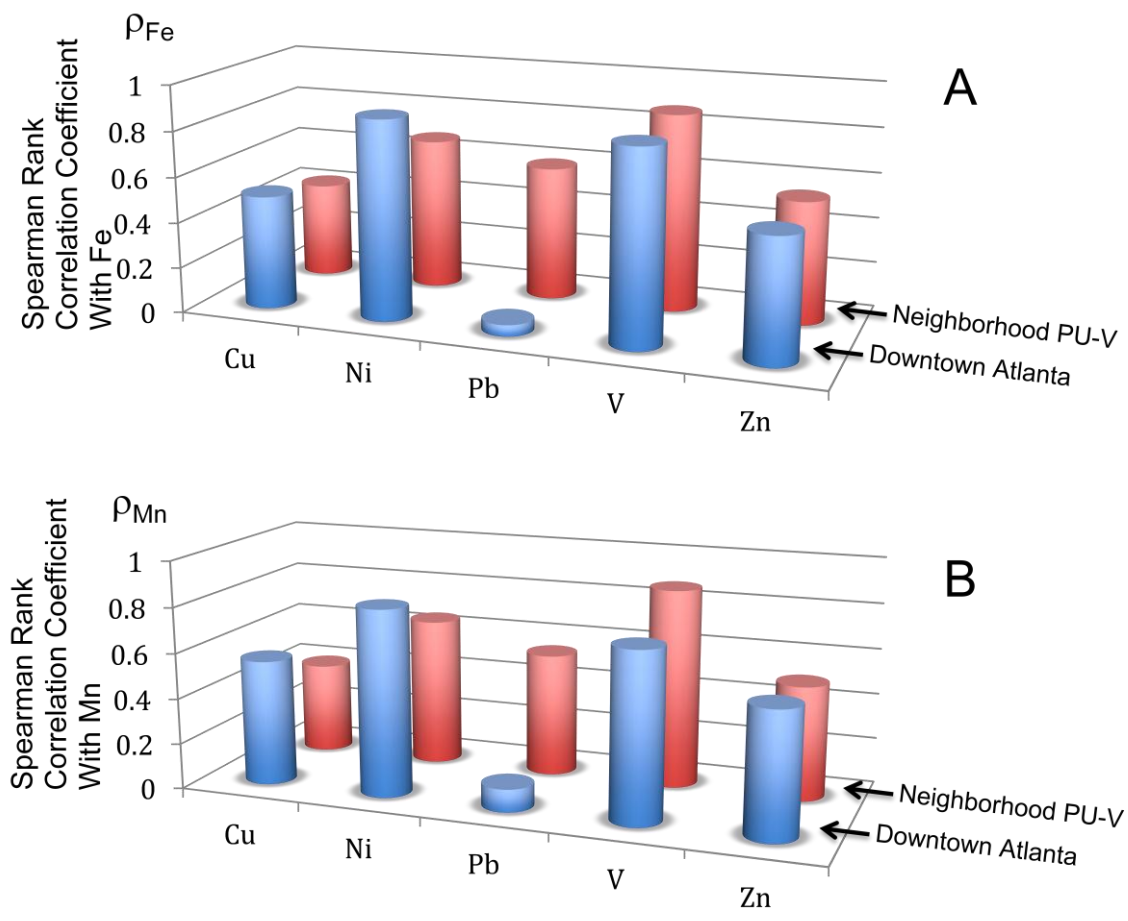 ρFe
Spearman Rank
Correlation Coefficient
With Fe
1
0.8
0.6
0.4
0.2
0
Cu
Ni
Pb
V
Zn
A
Neighborhood PU-V
Downtown Atlanta
ρMn
Spearman Rank
Correlation Coefficient
With Mn
1
0.8
0.6
0.4
0.2
0
Cu
Ni
Pb
V
Zn
B
Neighborhood PU-V
Downtown Atlanta